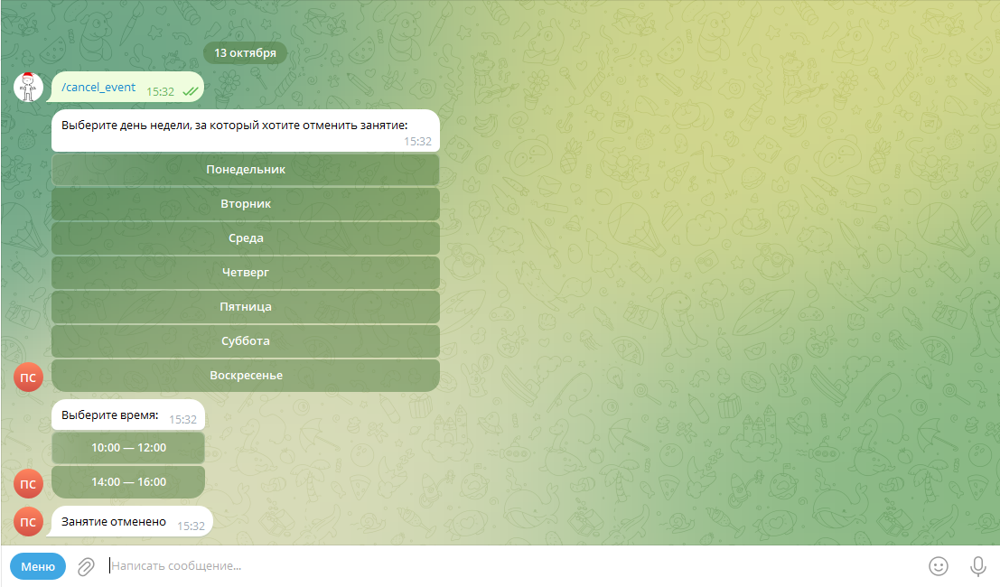 13 октября
/cancel_event 15:32
Выберите день недели, за который хотите отменить занятие:
15:32
Понедельник
Вторник
Среда
Четверг
Пятница
Суббота
ПС
Воскресенье
Выберите время: 15:32
10:00 — 12:00
ПС
14:00 — 16:00
ПС
Занятие отменено 15:32
Меню
Написать сообщение...